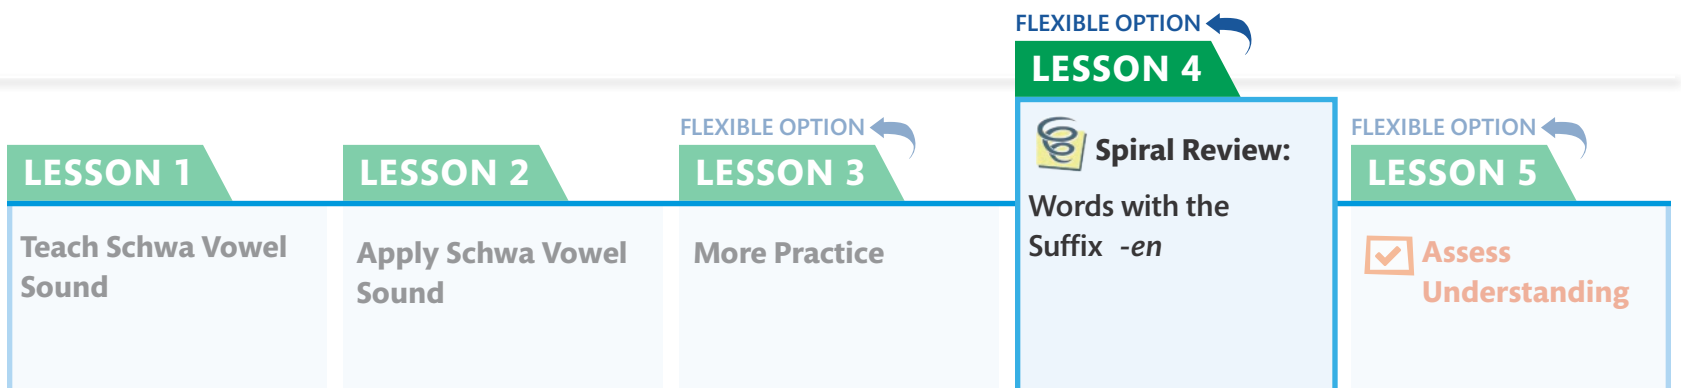 FLEXIBLE OPTION
LESSON 4
FLEXIBLE OPTION
FLEXIBLE OPTION
LESSON 1
LESSON 2
LESSON 3
LESSON 5
Spiral Review:
Words with the
Suffix -en
Teach Schwa Vowel
Sound
Apply Schwa Vowel
Sound
More Practice
Assess
Understanding